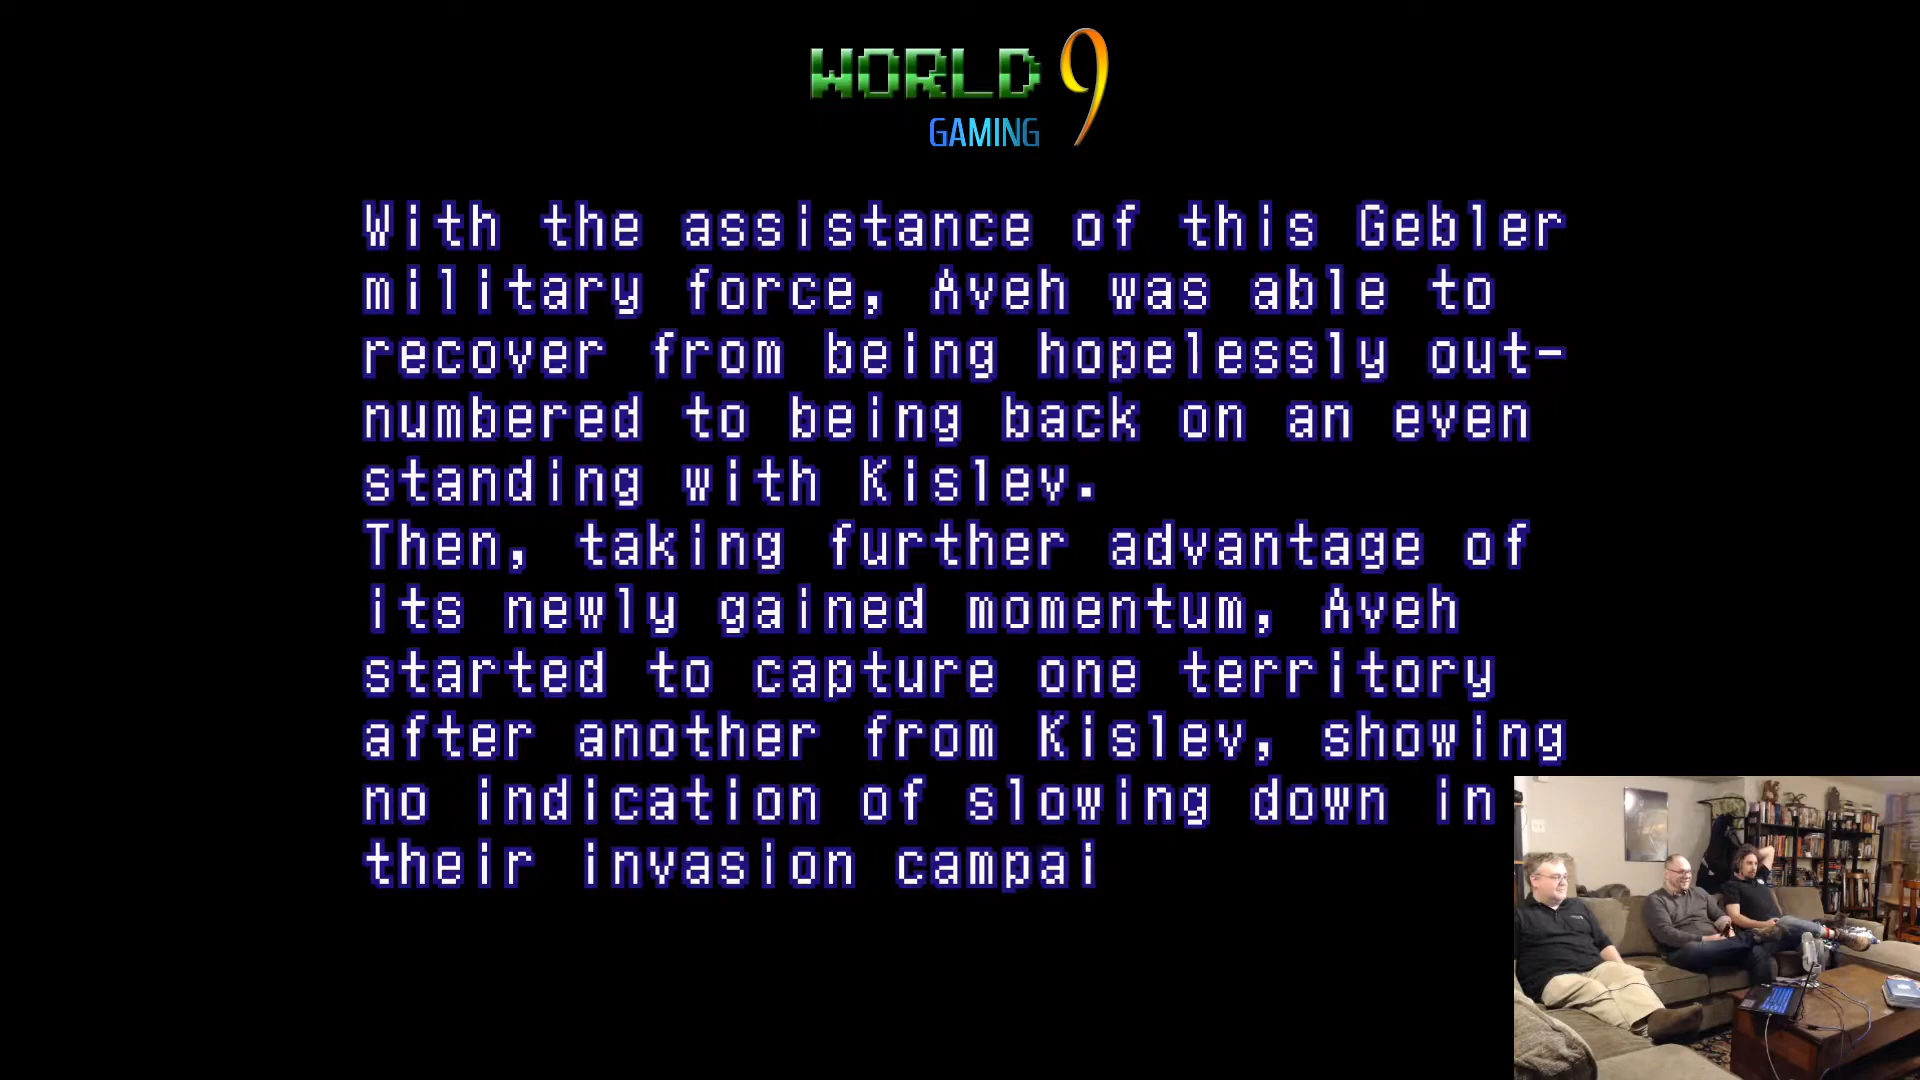 WORLD 9
GAMING
With the assistance of this Gebler
military force, Aveh was able to
recover from being hopelessly out-
numbered to being back on an even
standing with Kislev.
Then, taking further advantage of
its newly gained momentum, Aveh
started to capture one territory
after another from Kislev, showing
no indication of slowing down in
their invasion campai